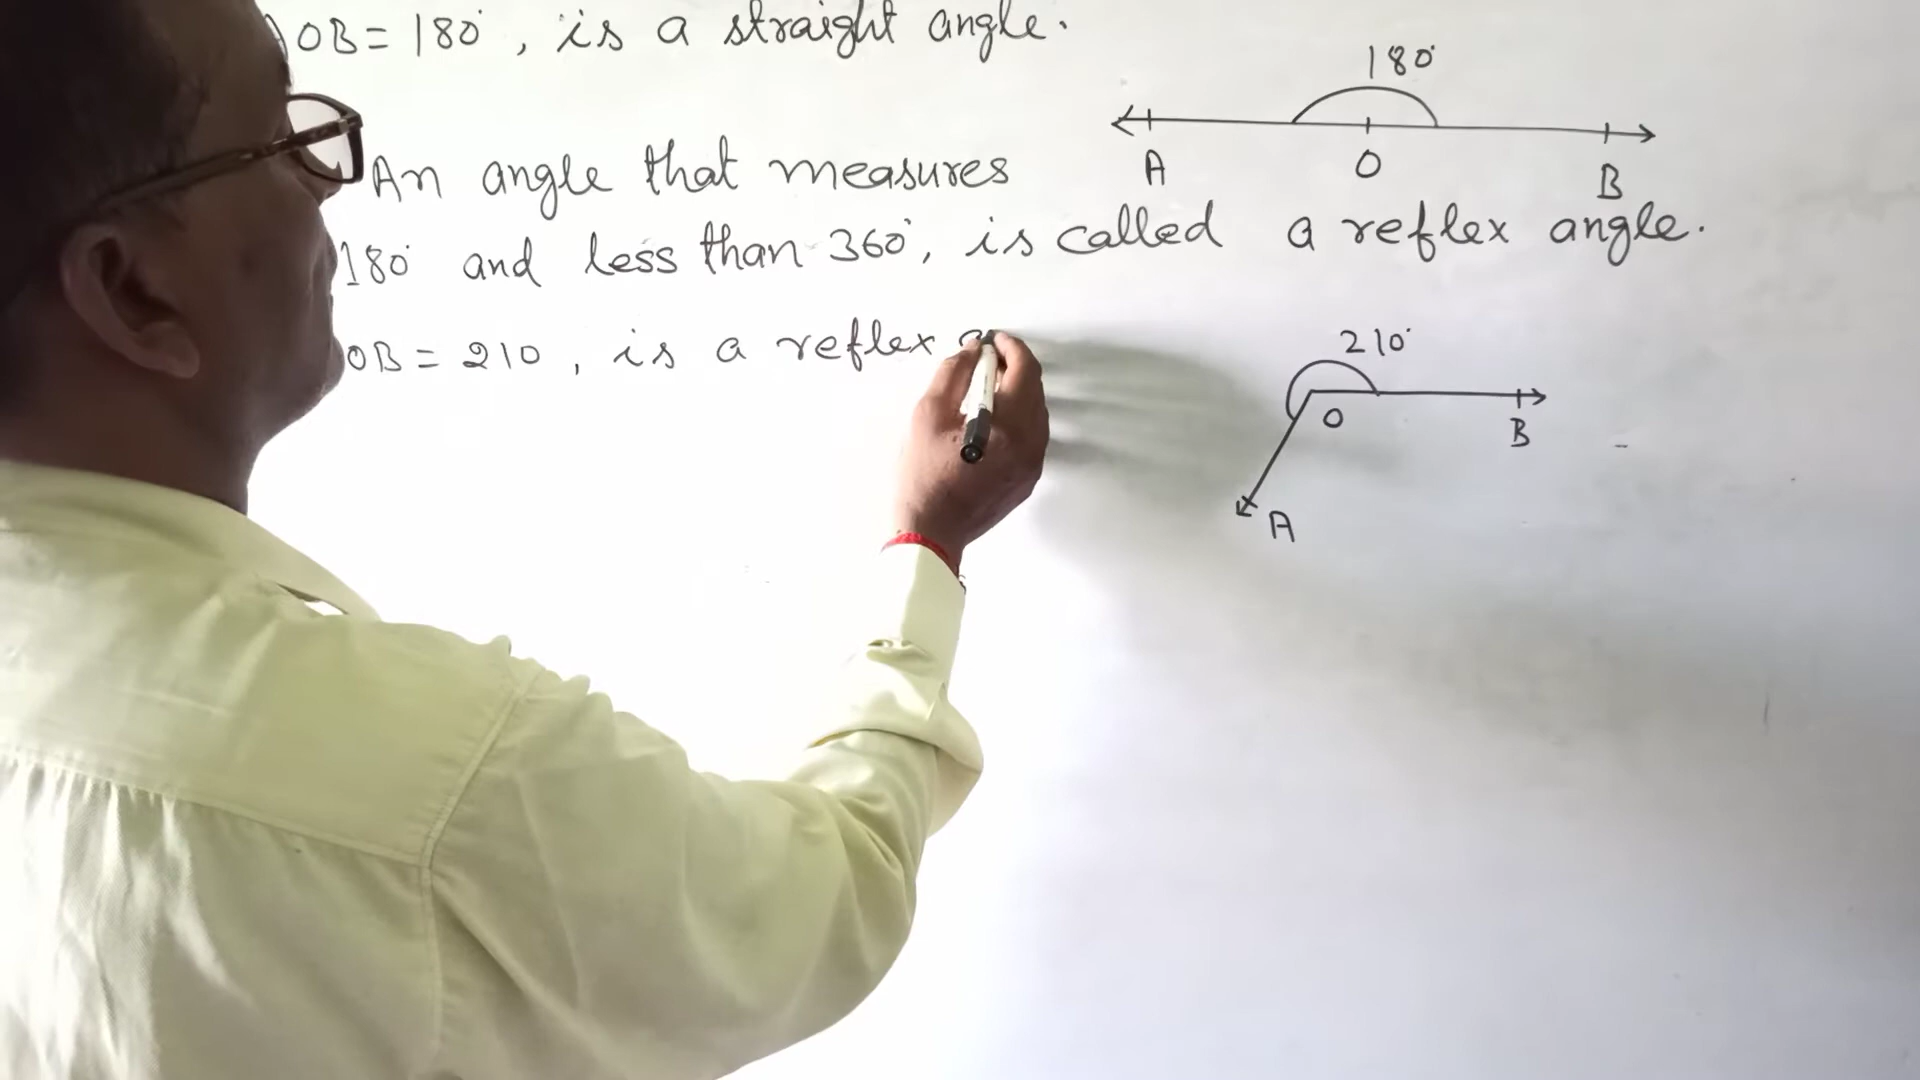 OB = 180°, is a straight angle.
180°
A O B
An angle that measures
180° and less than 360°, is called a reflex angle.
OB = 210, is a reflex
210°
O B
A